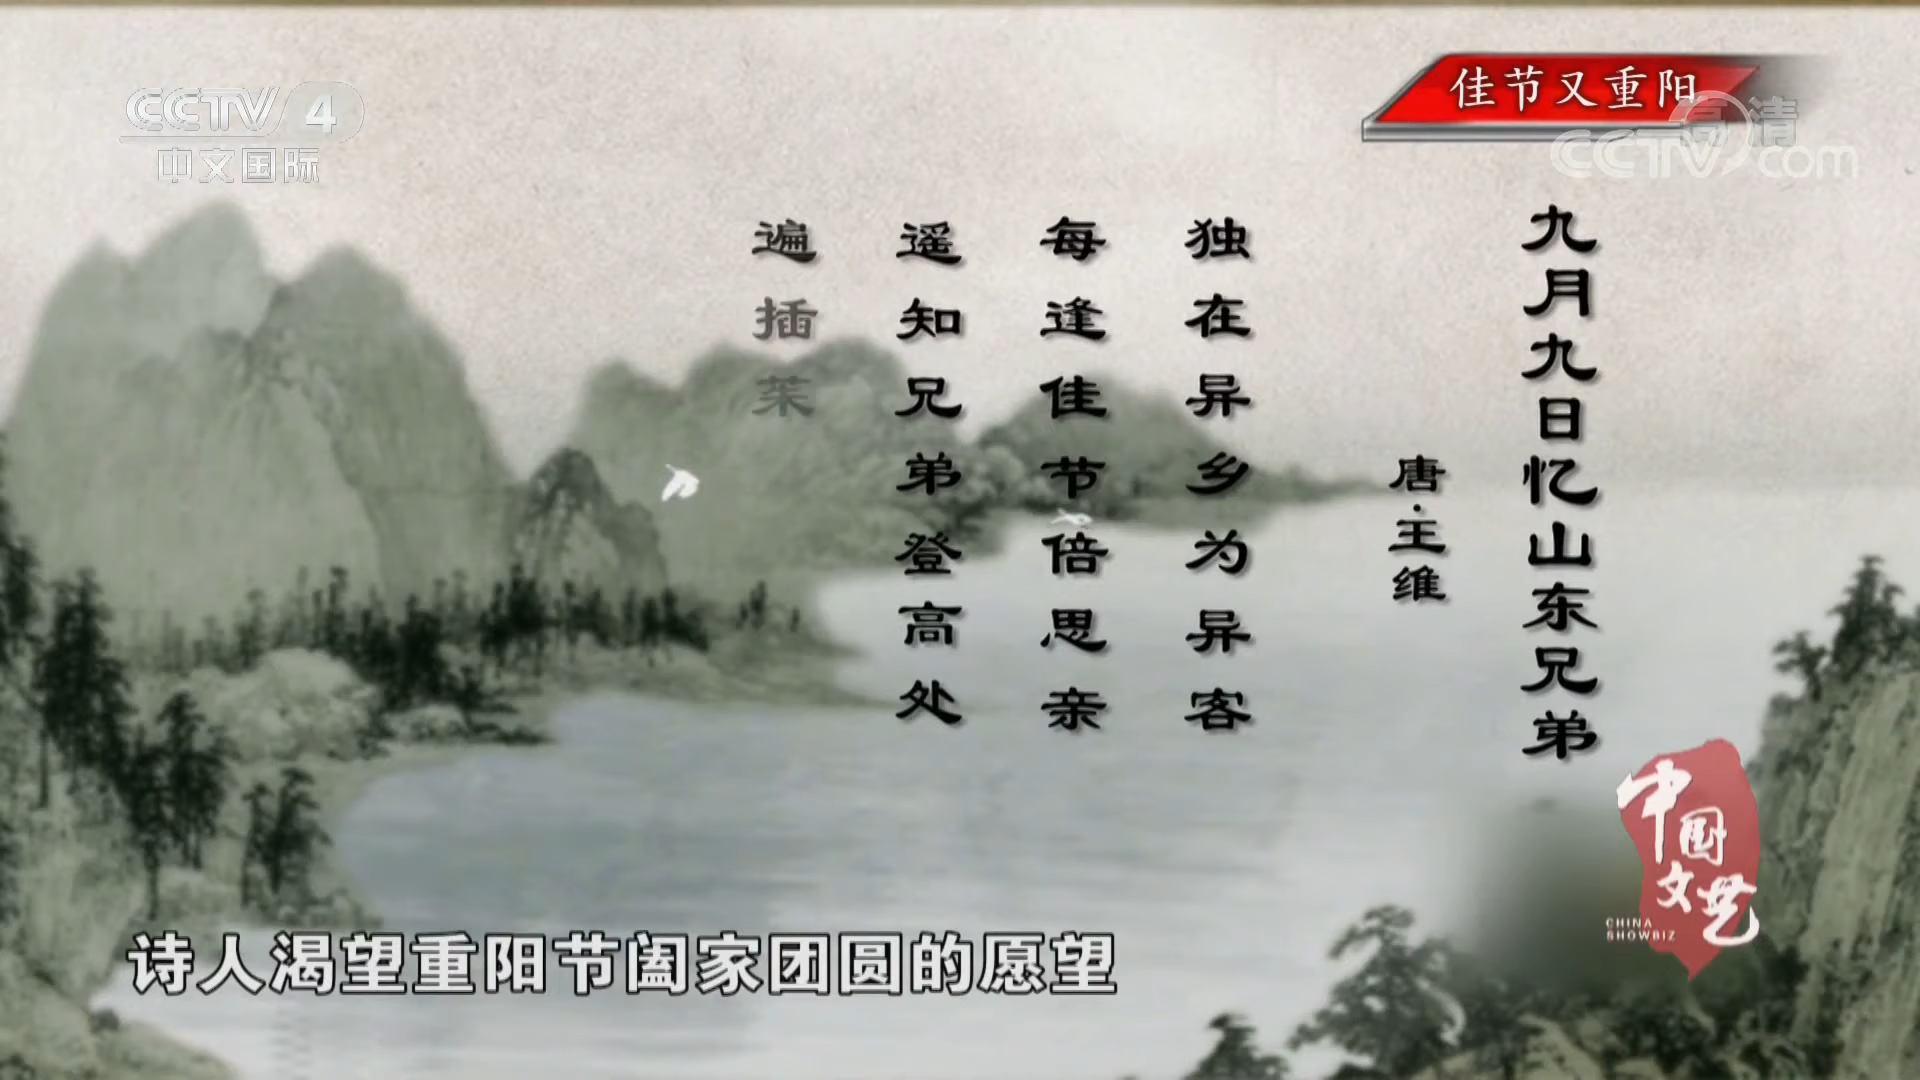 CCTV 4
中文国际
佳节又重阳
高清
CCTV.com
九月九日忆山东兄弟
唐·王维
独在异乡为异客
每逢佳节倍思亲
遥知兄弟登高处
遍插茱
中国文艺
CHINA
SHOWBIZ
诗人渴望重阳节阖家团圆的愿望